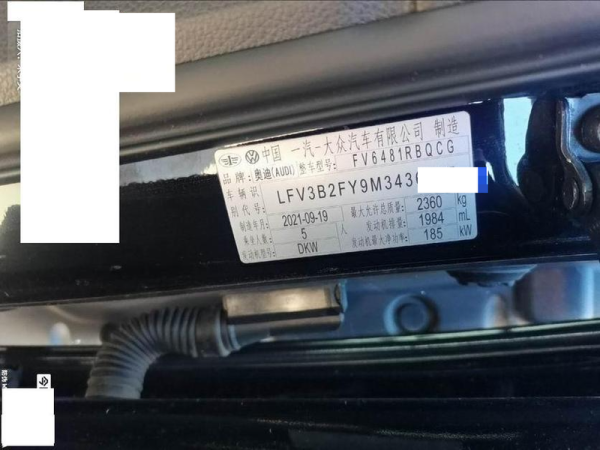 中国 一汽-大众汽车有限公司 制造
品牌:奥迪(AUDI) 整车型号: FV6481RBQCG
车辆识别代号: LFV3B2FY9M343
制造年月: 2021-09-19 最大允许总质量: 2360 kg
乘坐人数: 5 人 发动机排量: 1984 mL
发动机型号: DKW 发动机最大净功率: 185 kW